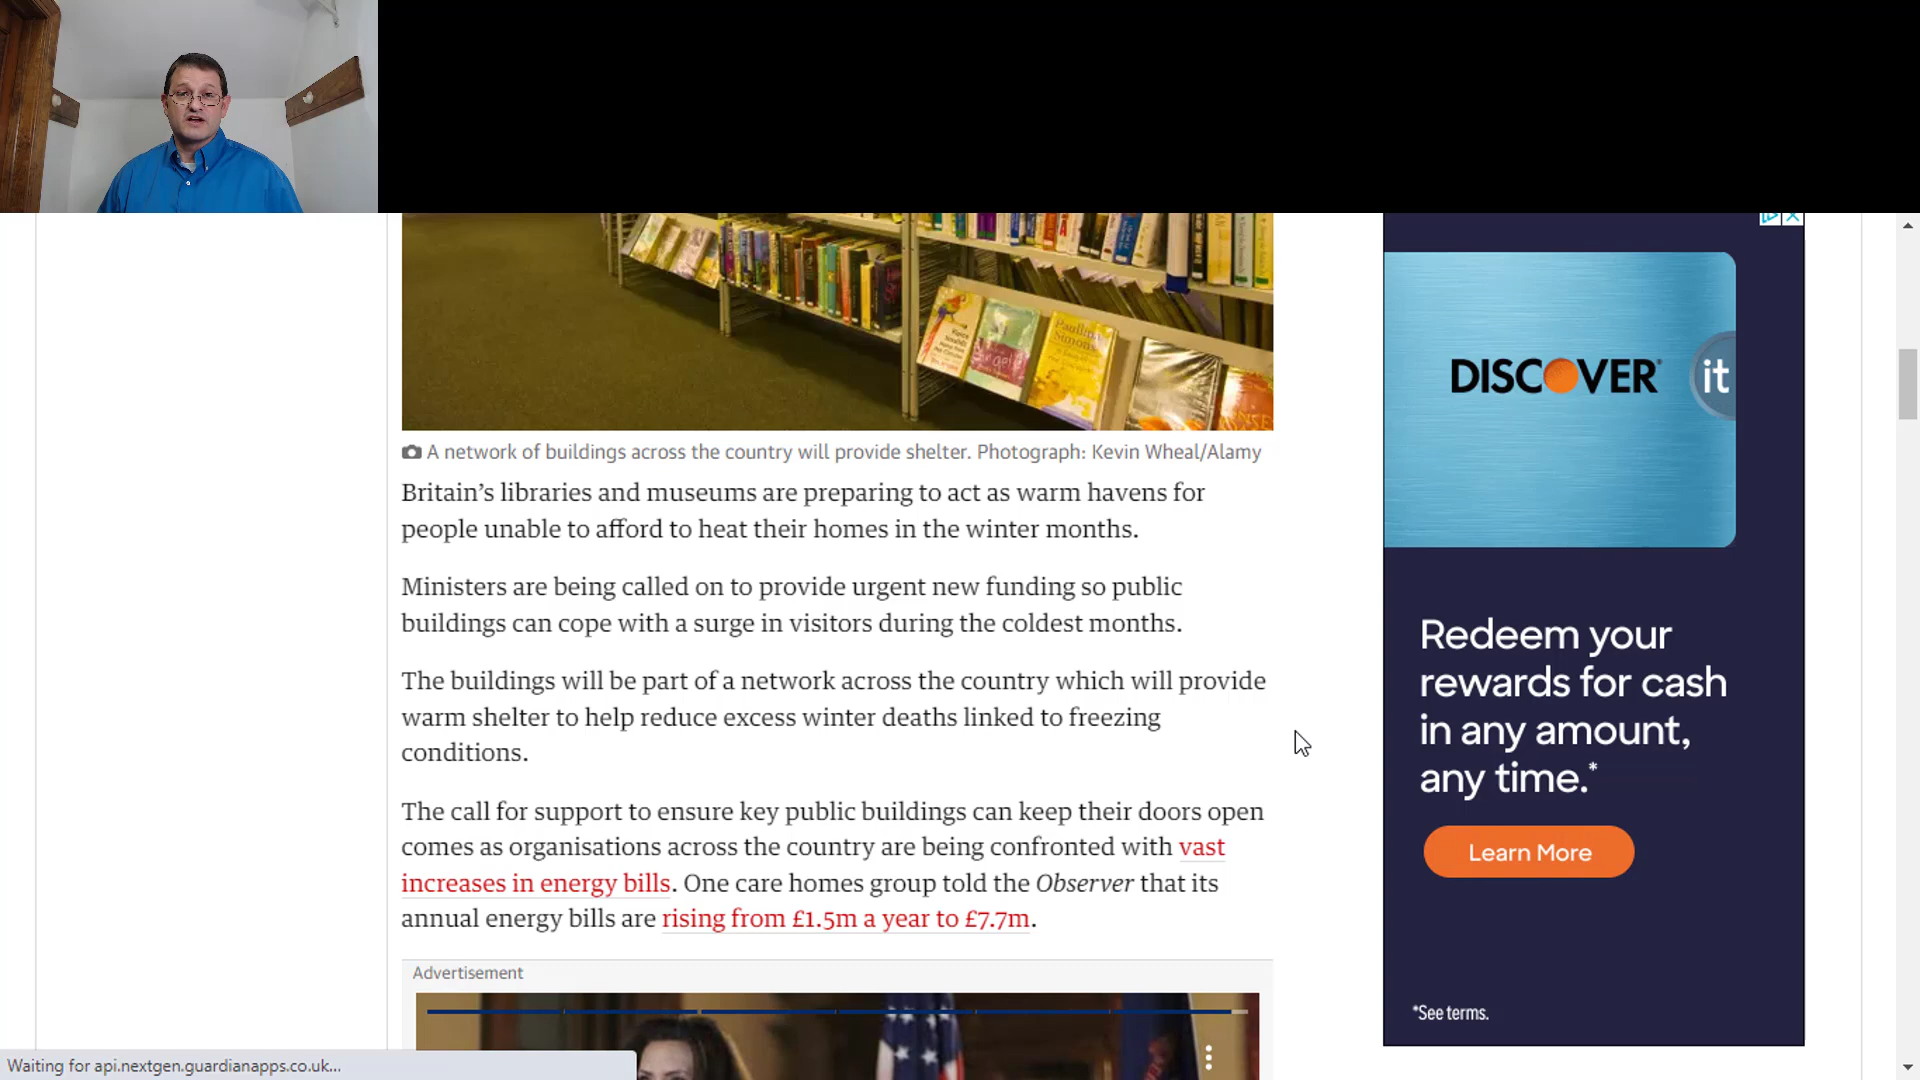 Paullina
Simons
A network of buildings across the country will provide shelter. Photograph: Kevin Wheal/Alamy
Britain’s libraries and museums are preparing to act as warm havens for
people unable to afford to heat their homes in the winter months.
Ministers are being called on to provide urgent new funding so public
buildings can cope with a surge in visitors during the coldest months.
The buildings will be part of a network across the country which will provide
warm shelter to help reduce excess winter deaths linked to freezing
conditions.
The call for support to ensure key public buildings can keep their doors open
comes as organisations across the country are being confronted with vast
increases in energy bills. One care homes group told the Observer that its
annual energy bills are rising from £1.5m a year to £7.7m.
Advertisement
Waiting for api.nextgen.guardianapps.co.uk...
DISCOVER
it
Redeem your
rewards for cash
in any amount,
any time.*
Learn More
*See terms.